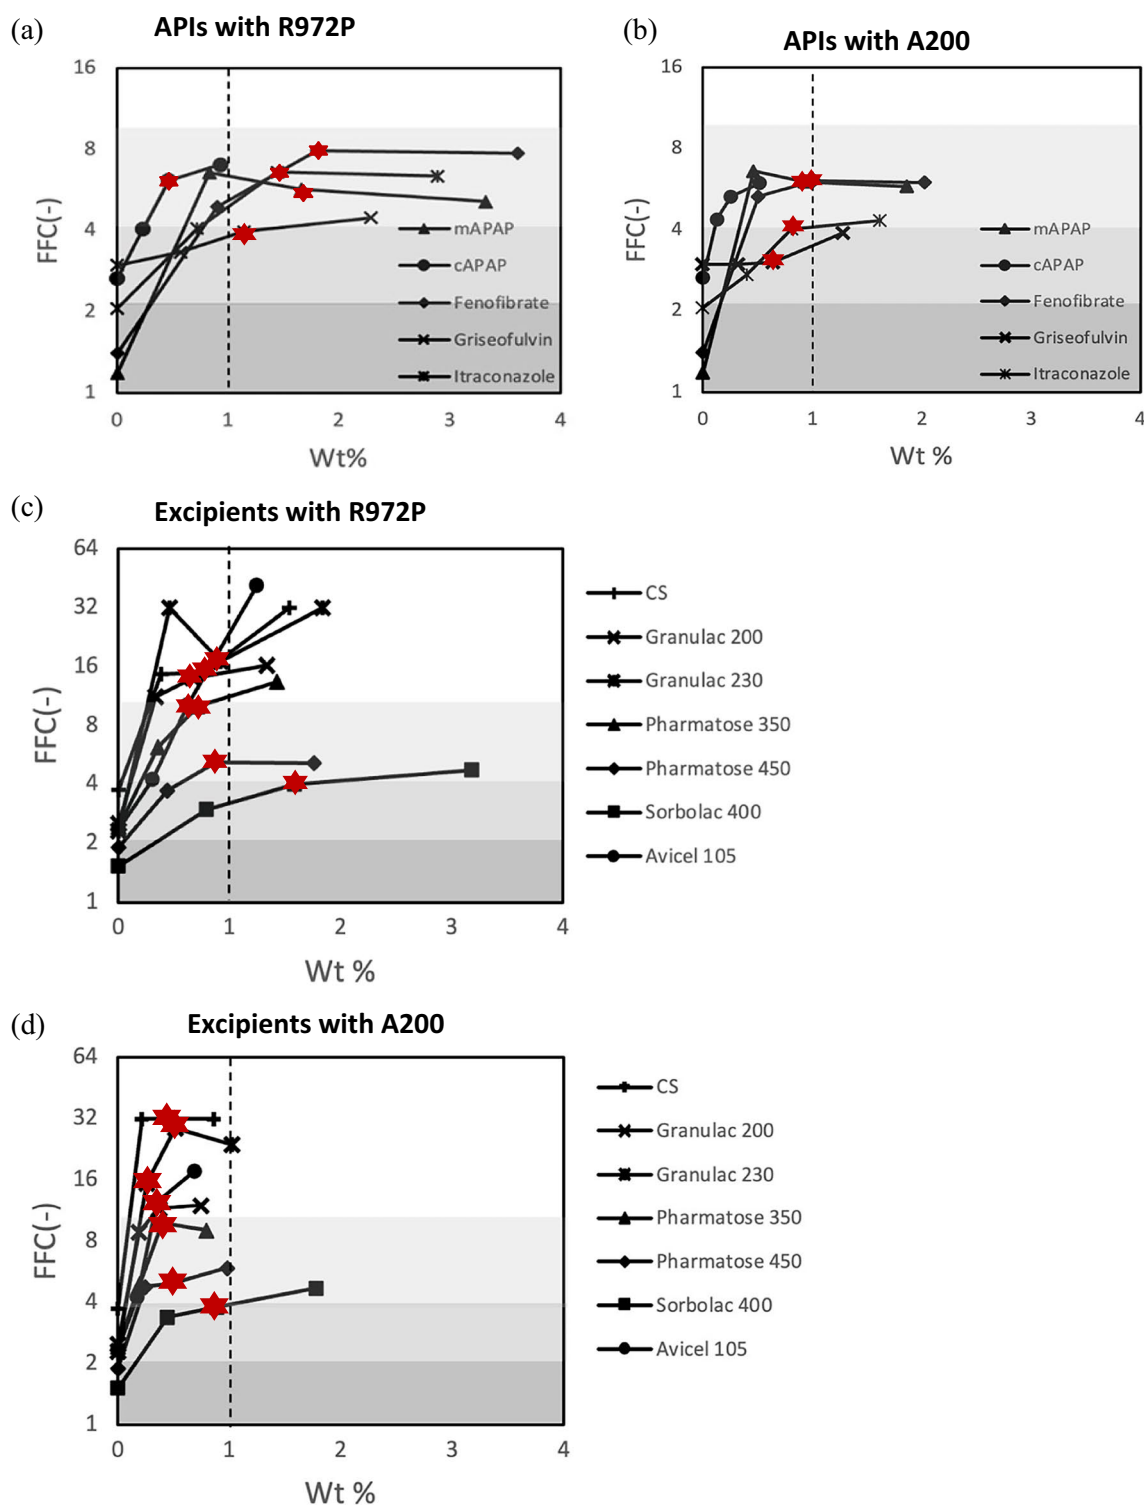 (a)
APIs with R972P
16
8
4
2
1
FFC(-)
0 1 2 3 4
Wt%
mAPAP
cAPAP
Fenofibrate
Griseofulvin
Itraconazole
(b)
APIs with A200
16
8
4
2
1
FFC(-)
0 1 2 3 4
Wt %
mAPAP
cAPAP
Fenofibrate
Griseofulvin
Itraconazole
(c)
Excipients with R972P
64
32
16
8
4
2
1
FFC(-)
0 1 2 3 4
Wt %
CS
Granulac 200
Granulac 230
Pharmatose 350
Pharmatose 450
Sorbolac 400
Avicel 105
(d)
Excipients with A200
64
32
16
8
4
2
1
FFC(-)
0 1 2 3 4
Wt %
CS
Granulac 200
Granulac 230
Pharmatose 350
Pharmatose 450
Sorbolac 400
Avicel 105